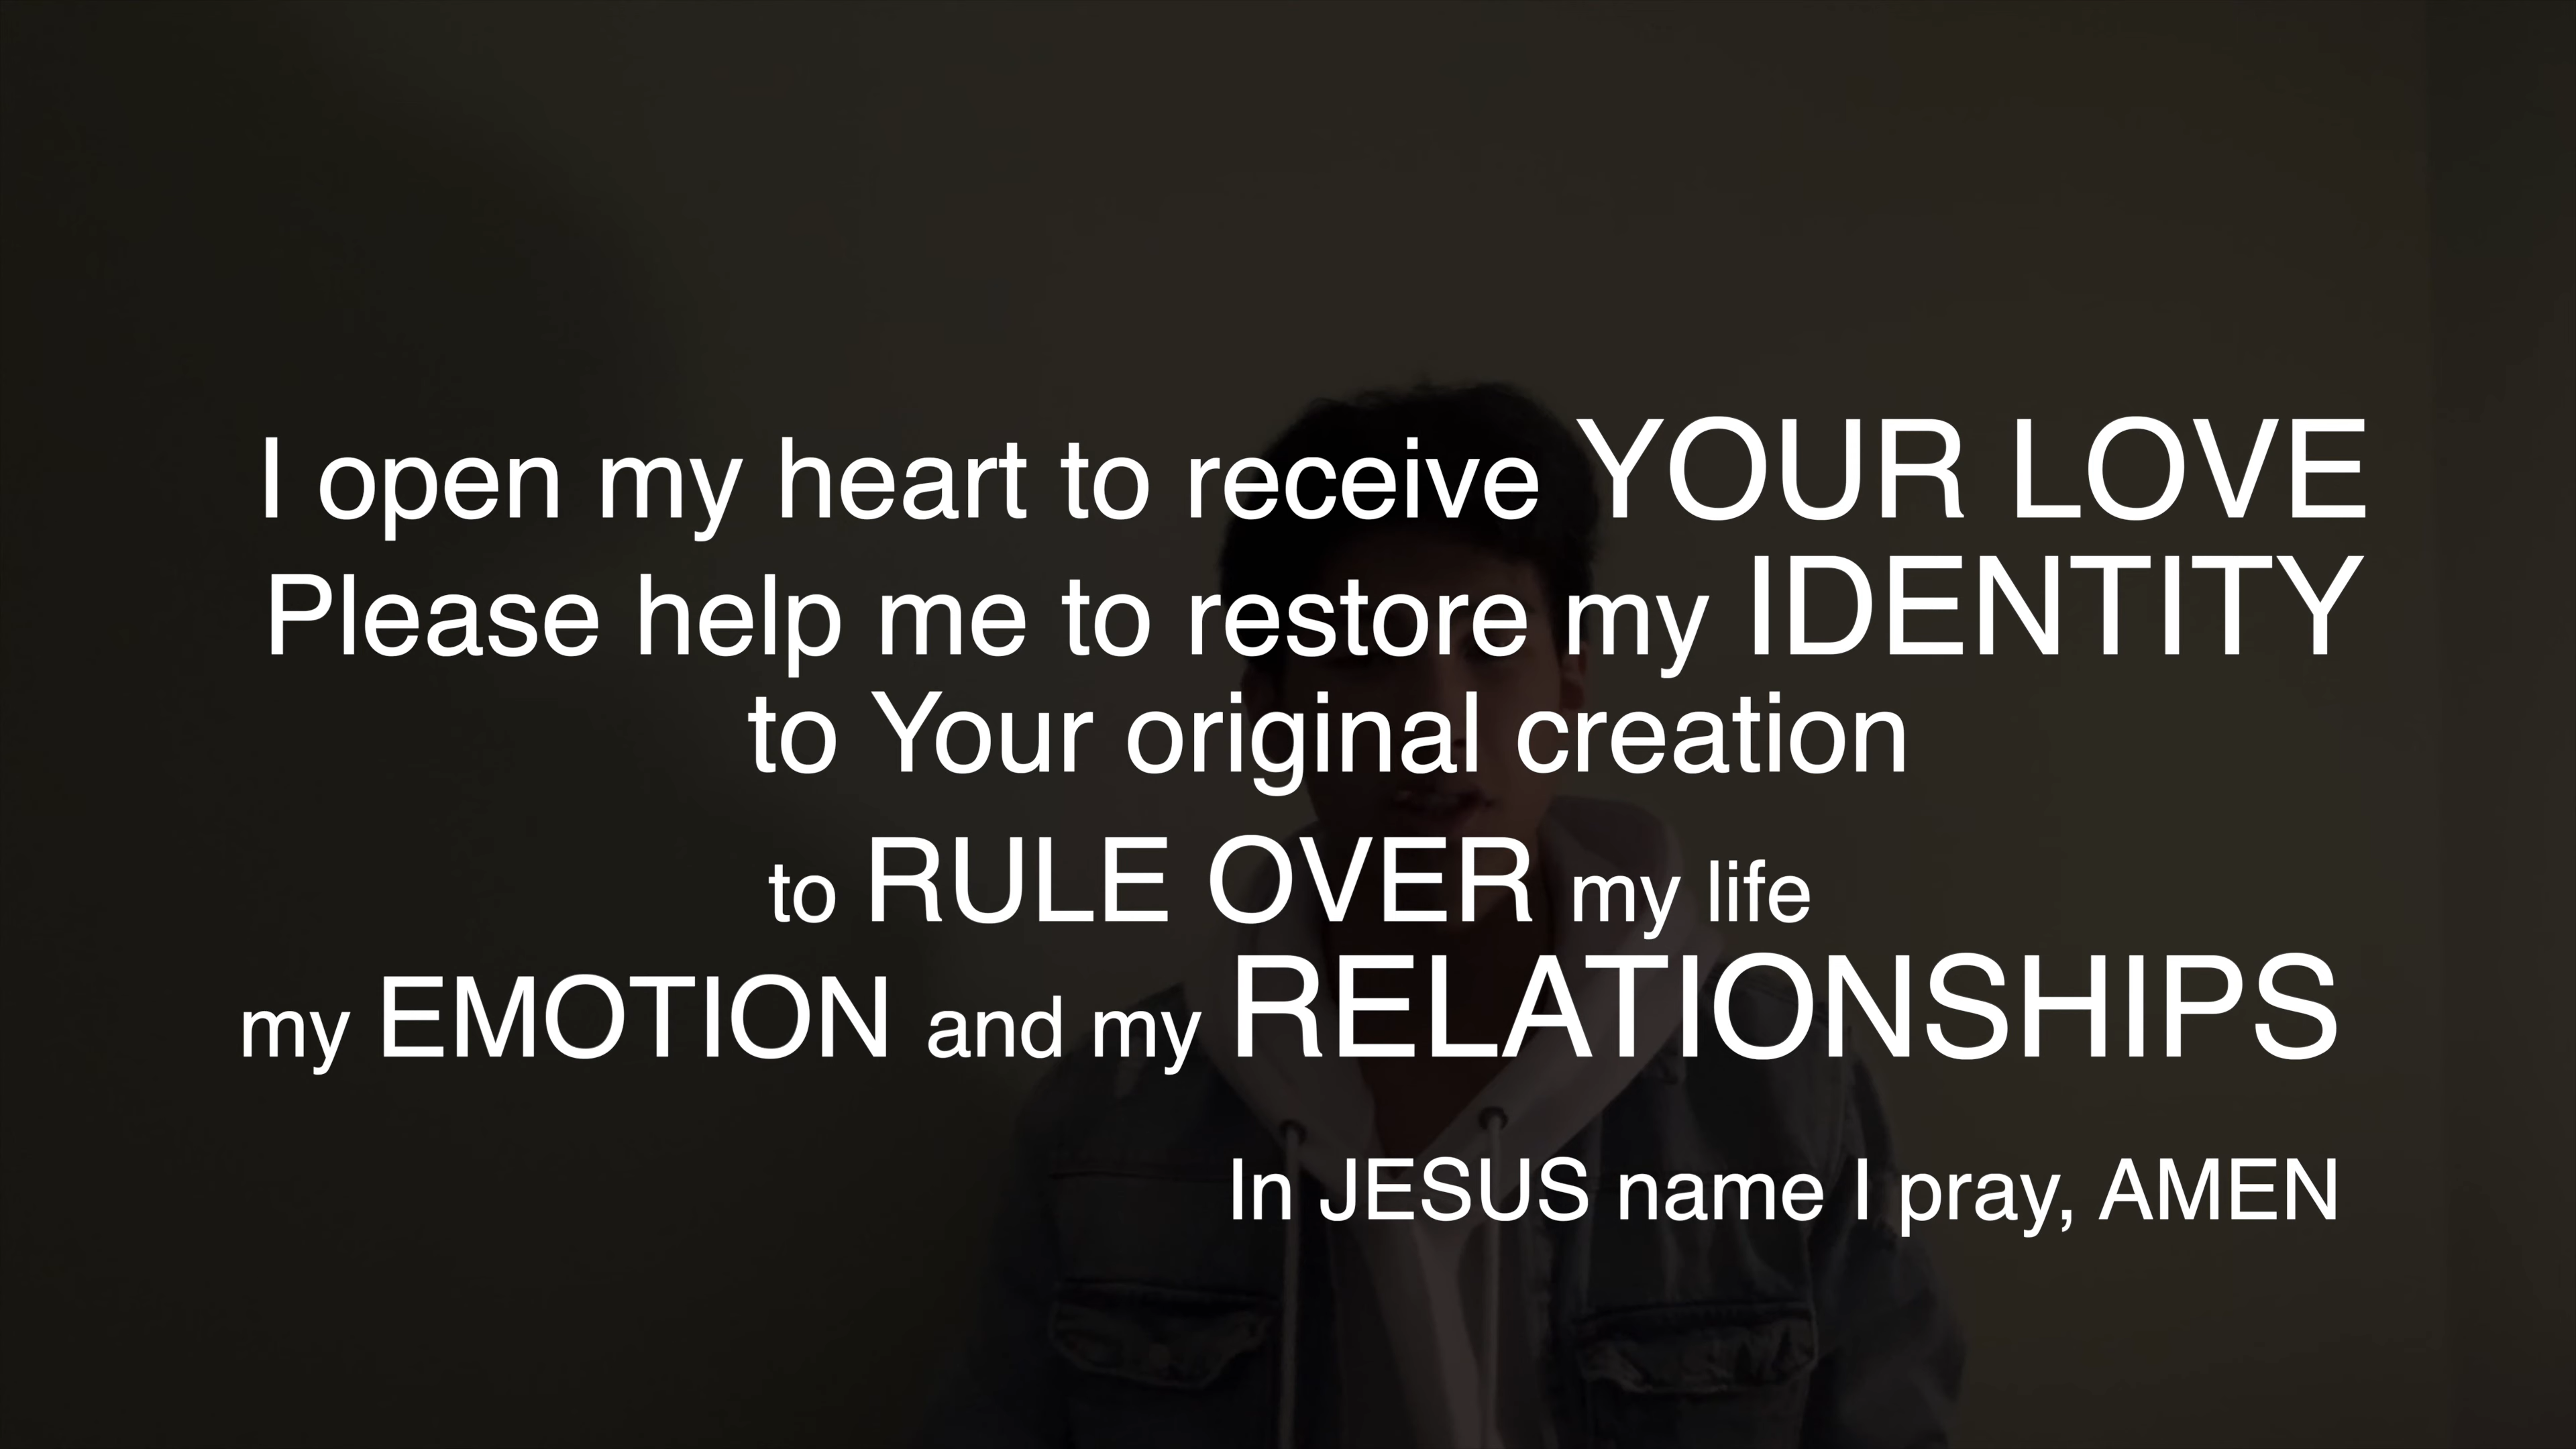 I open my heart to receive YOUR LOVE
Please help me to restore my IDENTITY
to Your original creation
to RULE OVER my life
my EMOTION and my RELATIONSHIPS
In JESUS name I pray, AMEN